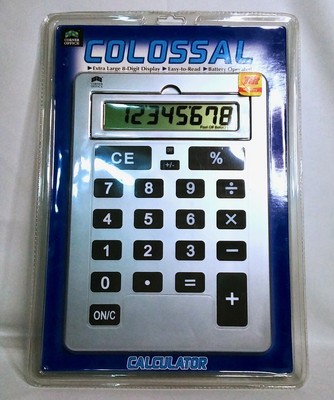 CORNER
OFFICE
COLOSSAL
▶ Extra Large 8-Digit Display ▶ Easy-to-Read ▶ Battery Operated
12345678
CE +/- %
7 8 9 ÷
4 5 6 ×
1 2 3 −
0 • = +
ON/C
CALCULATOR